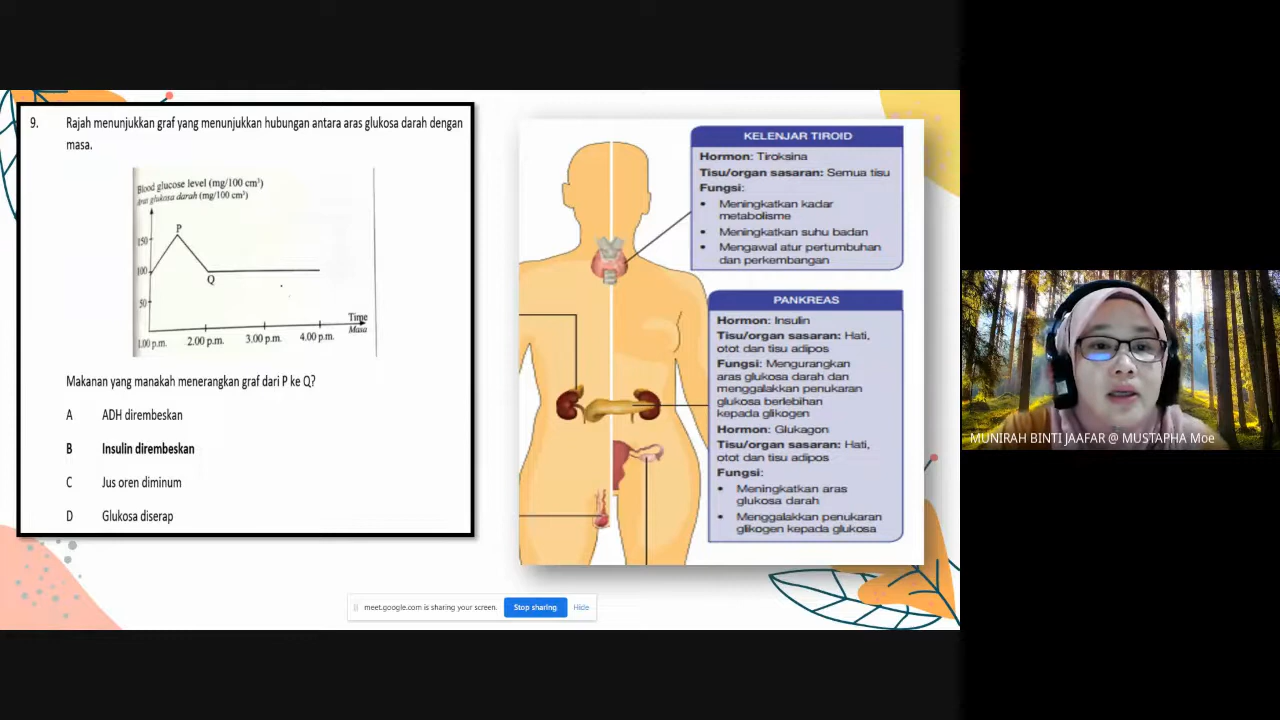 9. Rajah menunjukkan graf yang menunjukkan hubungan antara aras glukosa darah dengan
masa.
Blood glucose level (mg/100 cm³)
Aras glukosa darah (mg/100 cm³)
P
150
100
Q
50
Time
Masa
1.00 p.m. 2.00 p.m. 3.00 p.m. 4.00 p.m.
Makanan yang manakah menerangkan graf dari P ke Q?
A ADH dirembeskan
B Insulin dirembeskan
C Jus oren diminum
D Glukosa diserap
KELENJAR TIROID
Hormon: Tiroksina
Tisu/organ sasaran: Semua tisu
Fungsi:
• Meningkatkan kadar
metabolisme
• Meningkatkan suhu badan
• Mengawal atur pertumbuhan
dan perkembangan
PANKREAS
Hormon: Insulin
Tisu/organ sasaran: Hati,
otot dan tisu adipos
Fungsi: Mengurangkan
aras glukosa darah dan
menggalakkan penukaran
glukosa berlebihan
kepada glikogen
Hormon: Glukagon
Tisu/organ sasaran: Hati,
otot dan tisu adipos
Fungsi:
• Meningkatkan aras
glukosa darah
• Menggalakkan penukaran
glikogen kepada glukosa
meet.google.com is sharing your screen. Stop sharing Hide
MUNIRAH BINTI JAAFAR @ MUSTAPHA Moe